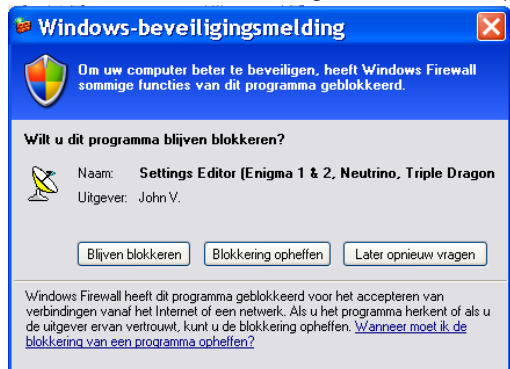 Windows-beveiligingsmelding
Om uw computer beter te beveiligen, heeft Windows Firewall
sommige functies van dit programma geblokkeerd.
Wilt u dit programma blijven blokkeren?
Naam: Settings Editor (Enigma 1 & 2, Neutrino, Triple Dragon
Uitgever: John V.
Blijven blokkeren Blokkering opheffen Later opnieuw vragen
Windows Firewall heeft dit programma geblokkeerd voor het accepteren van
verbindingen vanaf het Internet of een netwerk. Als u het programma herkent of als u
de uitgever ervan vertrouwt, kunt u de blokkering opheffen. Wanneer moet ik de
blokkering van een programma opheffen?